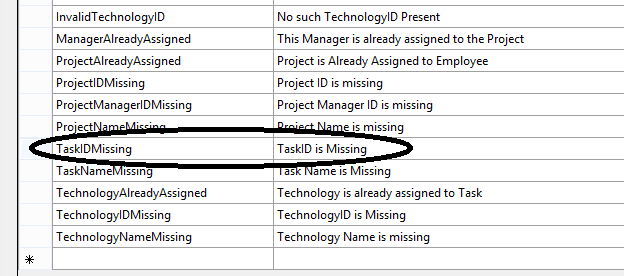 InvalidTechnologyID No such TechnologyID Present
ManagerAlreadyAssigned This Manager is already assigned to the Project
ProjectAlreadyAssigned Project is Already Assigned to Employee
ProjectIDMissing Project ID is missing
ProjectManagerIDMissing Project Manager ID is missing
ProjectNameMissing Project Name is missing
TaskIDMissing TaskID is Missing
TaskNameMissing Task Name is Missing
TechnologyAlreadyAssigned Technology is already assigned to Task
TechnologyIDMissing TechnologyID is Missing
TechnologyNameMissing Technology Name is missing